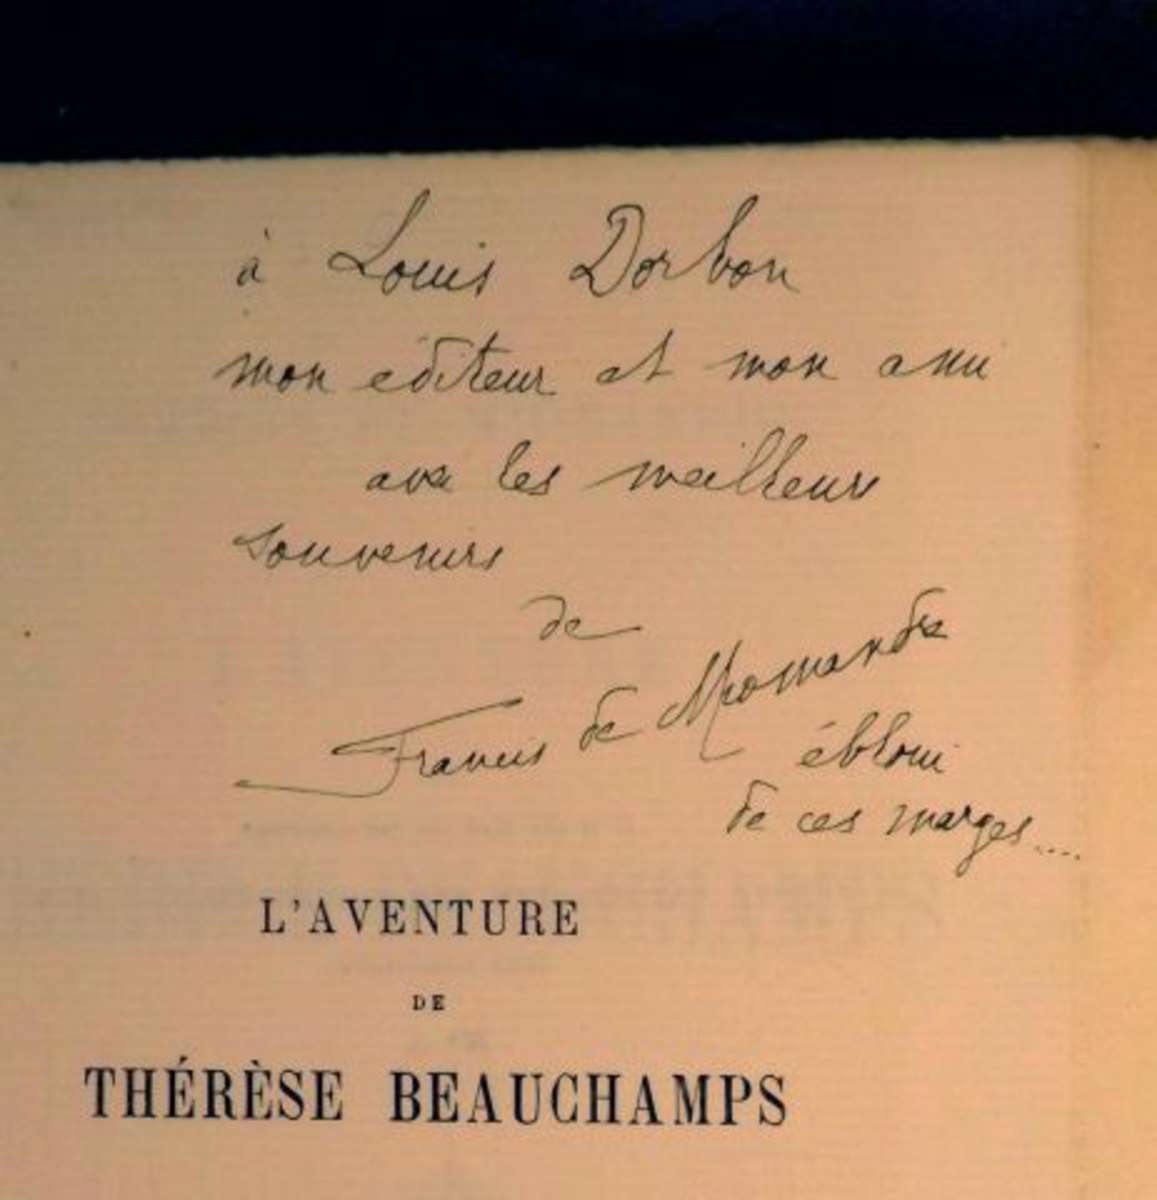 à Louis Dorbon
mon éditeur et mon ami
avec les meilleurs
souvenirs
de
Francis de Miomandre
ébloui
de ces marges....
L'AVENTURE
DE
THÉRÈSE BEAUCHAMPS